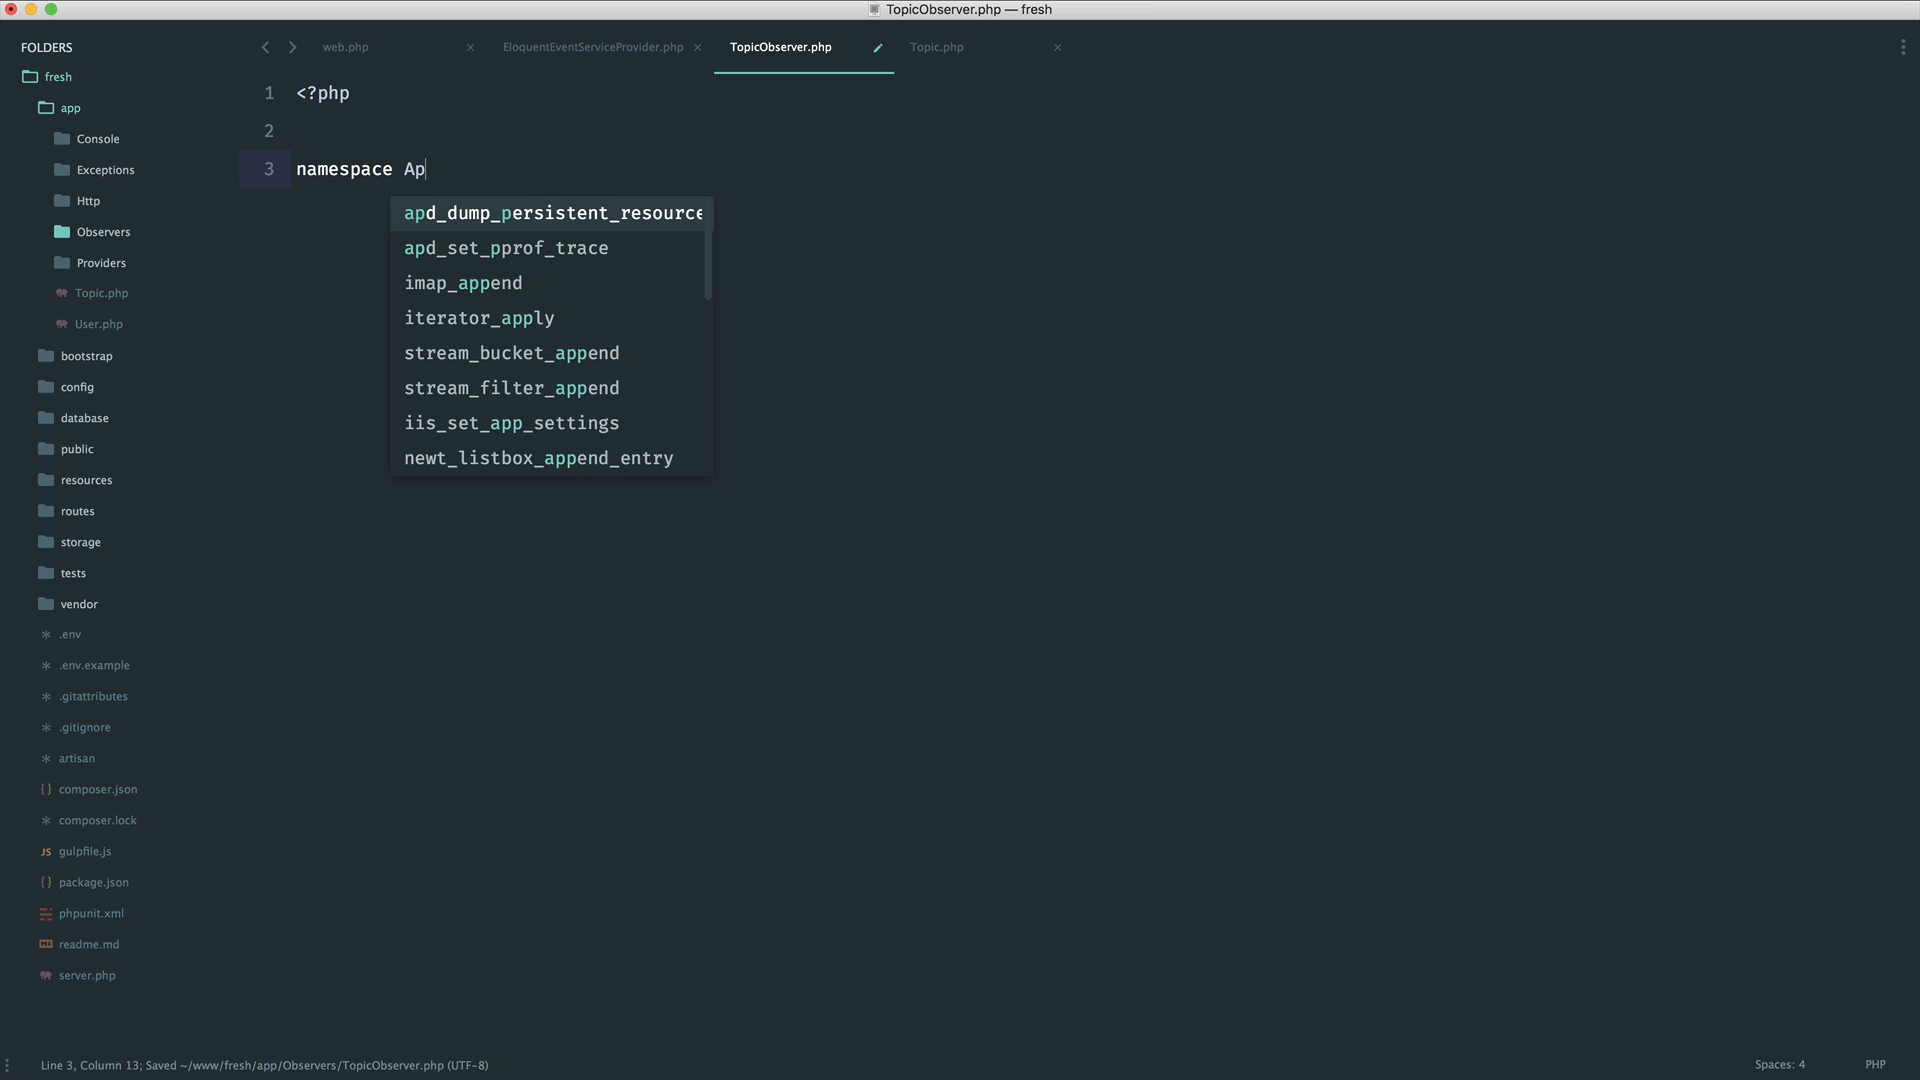 TopicObserver.php — fresh
FOLDERS
fresh
app
Console
Exceptions
Http
Observers
Providers
Topic.php
User.php
bootstrap
config
database
public
resources
routes
storage
tests
vendor
.env
.env.example
.gitattributes
.gitignore
artisan
{ } composer.json
composer.lock
JS gulpfile.js
{ } package.json
phpunit.xml
readme.md
server.php
web.php
EloquentEventServiceProvider.php
TopicObserver.php
Topic.php
1 <?php
2
3 namespace Ap
apd_dump_persistent_resource
apd_set_pprof_trace
imap_append
iterator_apply
stream_bucket_append
stream_filter_append
iis_set_app_settings
newt_listbox_append_entry
Line 3, Column 13; Saved ~/www/fresh/app/Observers/TopicObserver.php (UTF-8)
Spaces: 4
PHP